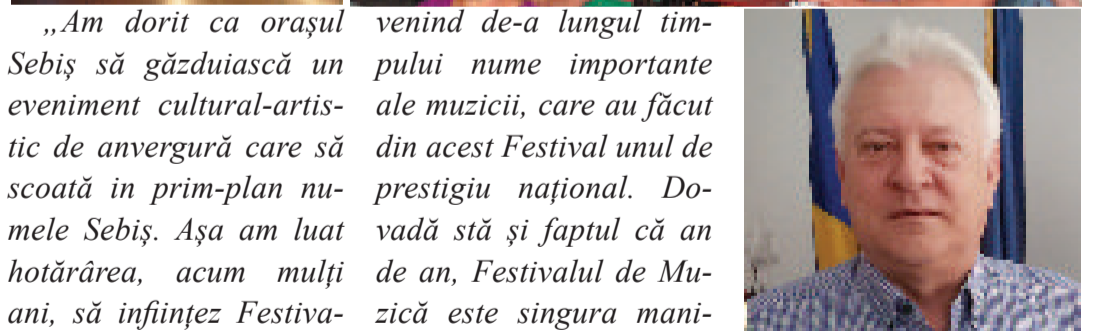 „Am dorit ca orașul
Sebiș să găzduiască un
eveniment cultural-artis-
tic de anvergură care să
scoată in prim-plan nu-
mele Sebiș. Așa am luat
hotărârea, acum mulți
ani, să inființez Festiva-
venind de-a lungul tim-
pului nume importante
ale muzicii, care au făcut
din acest Festival unul de
prestigiu național. Do-
vadă stă și faptul că an
de an, Festivalul de Mu-
zică este singura mani-